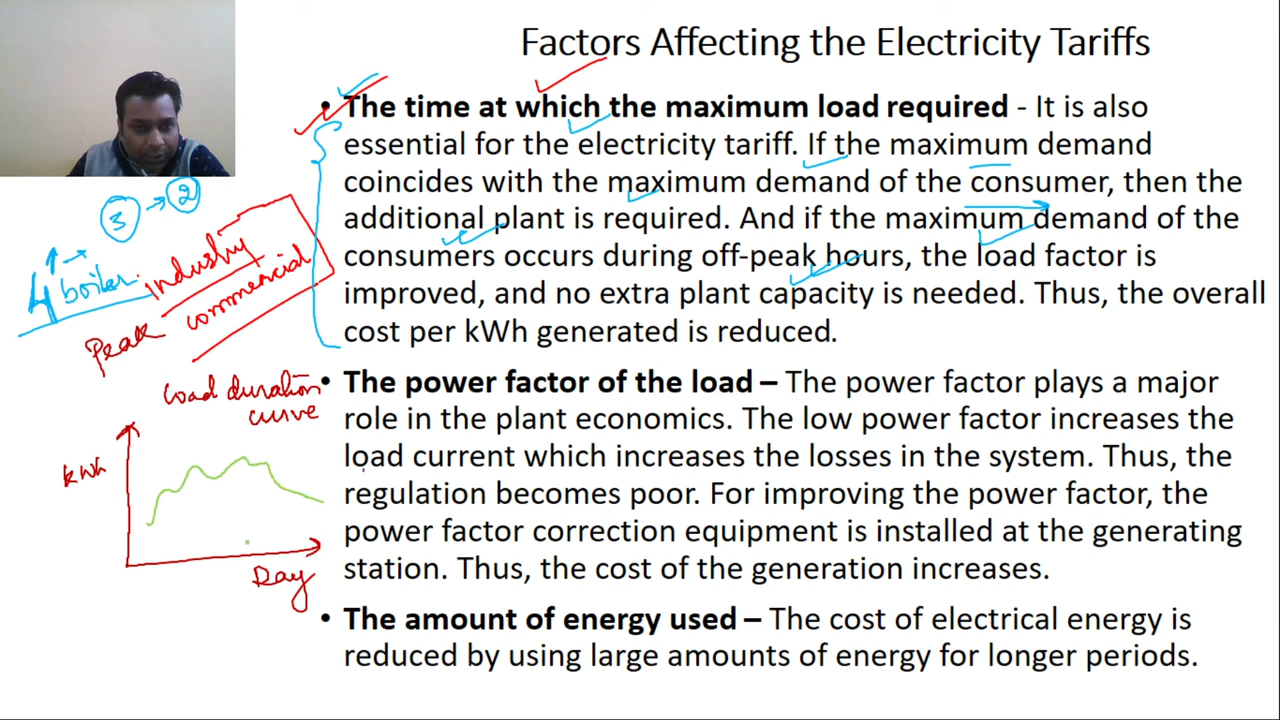 Factors Affecting the Electricity Tariffs
• The time at which the maximum load required - It is also
essential for the electricity tariff. If the maximum demand
coincides with the maximum demand of the consumer, then the
additional plant is required. And if the maximum demand of the
consumers occurs during off-peak hours, the load factor is
improved, and no extra plant capacity is needed. Thus, the overall
cost per kWh generated is reduced.
• The power factor of the load – The power factor plays a major
role in the plant economics. The low power factor increases the
load current which increases the losses in the system. Thus, the
regulation becomes poor. For improving the power factor, the
power factor correction equipment is installed at the generating
station. Thus, the cost of the generation increases.
• The amount of energy used – The cost of electrical energy is
reduced by using large amounts of energy for longer periods.
3 → 2
4 boiler
industry
Peak commercial
Load duration
curve
kWh
Day